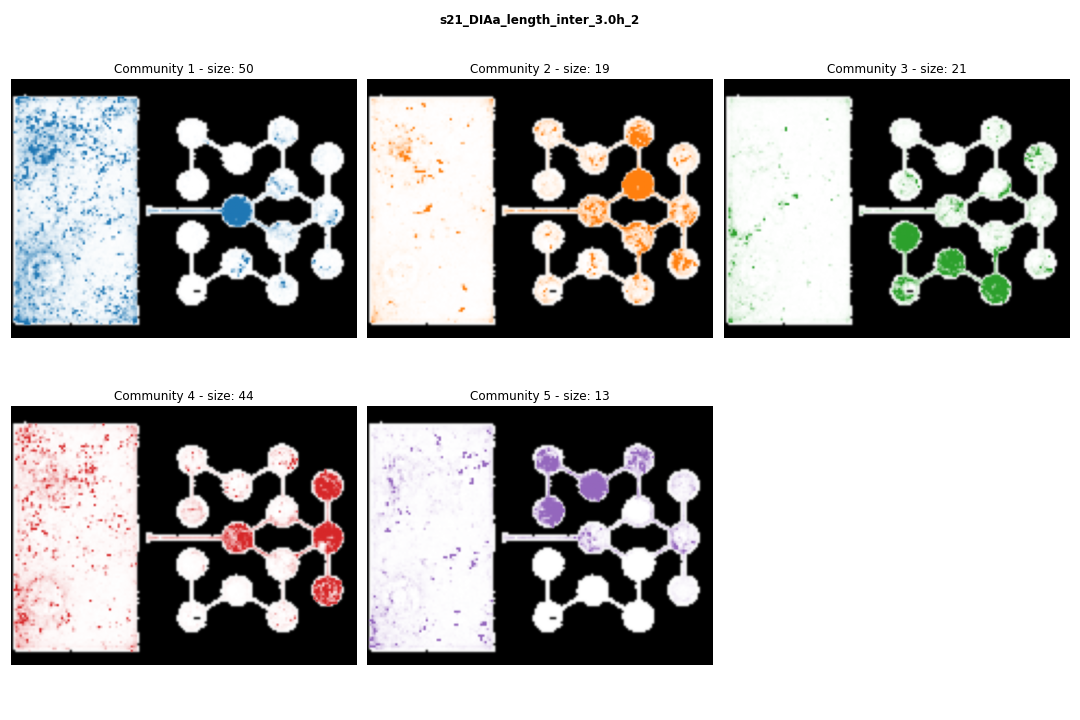 s21_DIAa_length_inter_3.0h_2
Community 1 - size: 50
Community 2 - size: 19
Community 3 - size: 21
Community 4 - size: 44
Community 5 - size: 13